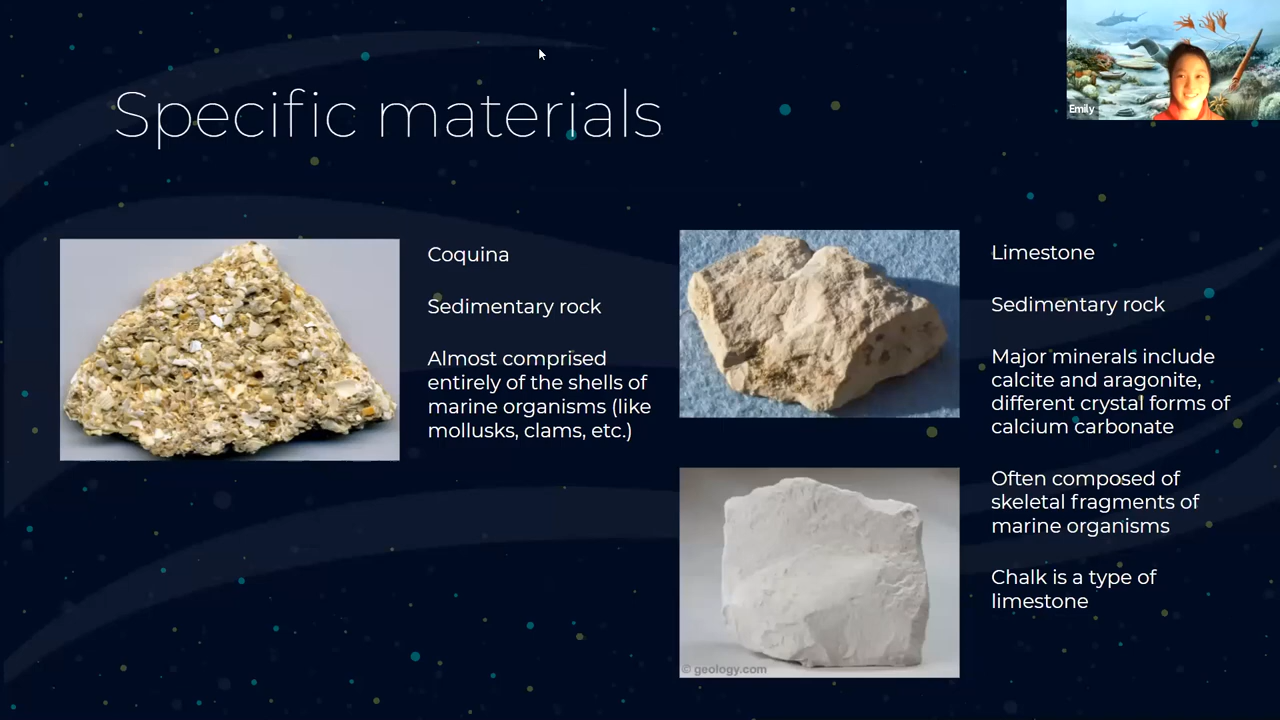 Specific materials
Emily
Coquina
Sedimentary rock
Almost comprised
entirely of the shells of
marine organisms (like
mollusks, clams, etc.)
Limestone
Sedimentary rock
Major minerals include
calcite and aragonite,
different crystal forms of
calcium carbonate
Often composed of
skeletal fragments of
marine organisms
Chalk is a type of
limestone
© geology.com